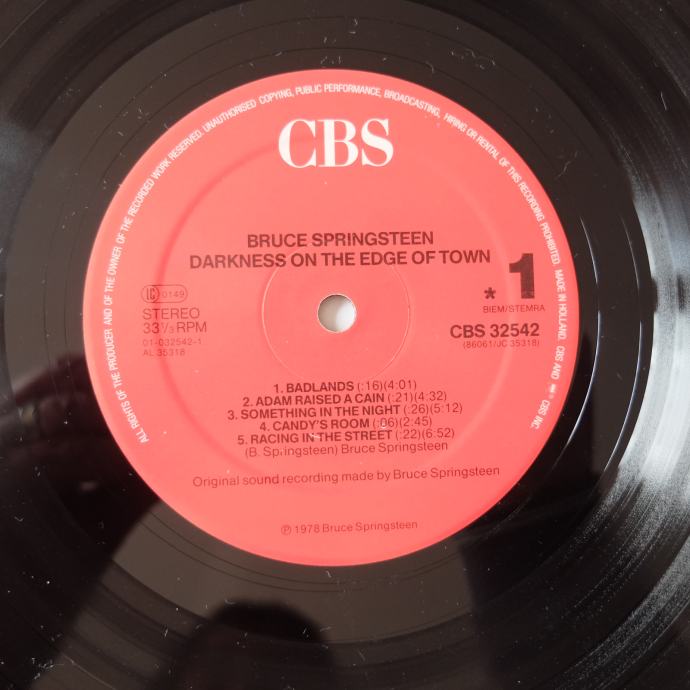 ALL RIGHTS OF THE PRODUCER AND OF THE OWNER OF THE RECORDED WORK RESERVED. UNAUTHORISED COPYING, PUBLIC PERFORMANCE, BROADCASTING, HIRING OR RENTAL OF THIS RECORDING PROHIBITED. MADE IN HOLLAND. CBS AND ® CBS INC.
CBS
BRUCE SPRINGSTEEN
DARKNESS ON THE EDGE OF TOWN
IC 0149
STEREO
33⅓ RPM
01-032542-1
AL 35318
* 1
BIEM/STEMRA
CBS 32542
(86061/JC 35318)
1. BADLANDS (:16)(4:01)
2. ADAM RAISED A CAIN (:21)(4:32)
3. SOMETHING IN THE NIGHT (:26)(5:12)
4. CANDY'S ROOM (:06)(2:45)
5. RACING IN THE STREET (:22)(6:52)
(B. Springsteen) Bruce Springsteen
Original sound recording made by Bruce Springsteen
℗ 1978 Bruce Springsteen